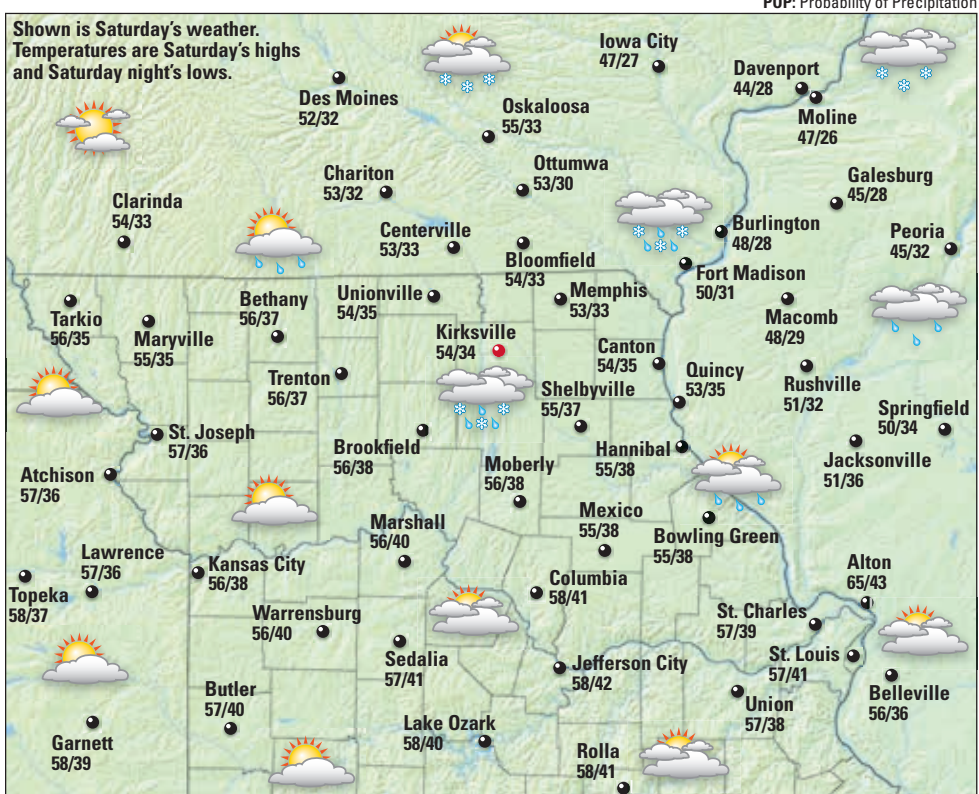 POP: Probability of Precipitation
Shown is Saturday's weather.
Temperatures are Saturday's highs
and Saturday night's lows.
Iowa City
47/27
Davenport
44/28
Des Moines
52/32
Moline
47/26
Oskaloosa
55/33
Ottumwa
53/30
Chariton
53/32
Galesburg
45/28
Clarinda
54/33
Centerville
53/33
Burlington
48/28
Peoria
45/32
Bloomfield
54/33
Fort Madison
50/31
Unionville
54/35
Memphis
53/33
Bethany
56/37
Tarkio
56/35
Macomb
48/29
Maryville
55/35
Kirksville
54/34
Canton
54/35
Quincy
53/35
Trenton
56/37
Shelbyville
55/37
Rushville
51/32
Springfield
50/34
St. Joseph
57/36
Brookfield
56/38
Hannibal
55/38
Jacksonville
51/36
Atchison
57/36
Moberly
56/38
Mexico
55/38
Bowling Green
55/38
Marshall
56/40
Lawrence
57/36
Kansas City
56/38
Alton
65/43
Columbia
58/41
Topeka
58/37
Warrensburg
56/40
St. Charles
57/39
Sedalia
57/41
Jefferson City
58/42
St. Louis
57/41
Belleville
56/36
Butler
57/40
Union
57/38
Lake Ozark
58/40
Garnett
58/39
Rolla
58/41